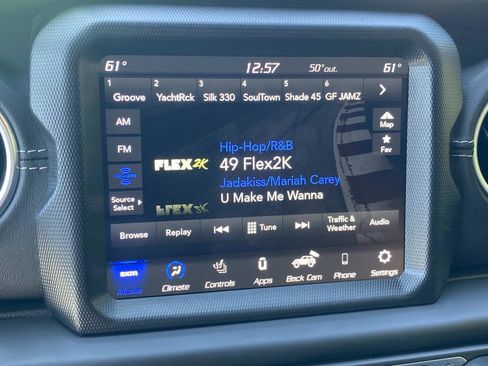 61° 12:57 50° out. 61°
1 2 3 4 5 6
Groove YachtRck Silk 330 SoulTown Shade 45 GF JAMZ
AM
Map
FM
Fav
Hip-Hop/R&B
FLEX2K
49 Flex2K
Jadakiss/Mariah Carey
Source
Select
U Make Me Wanna
Browse Replay Tune Traffic & Weather Audio
sxm
Media Climate Controls Apps Back Cam Phone Settings